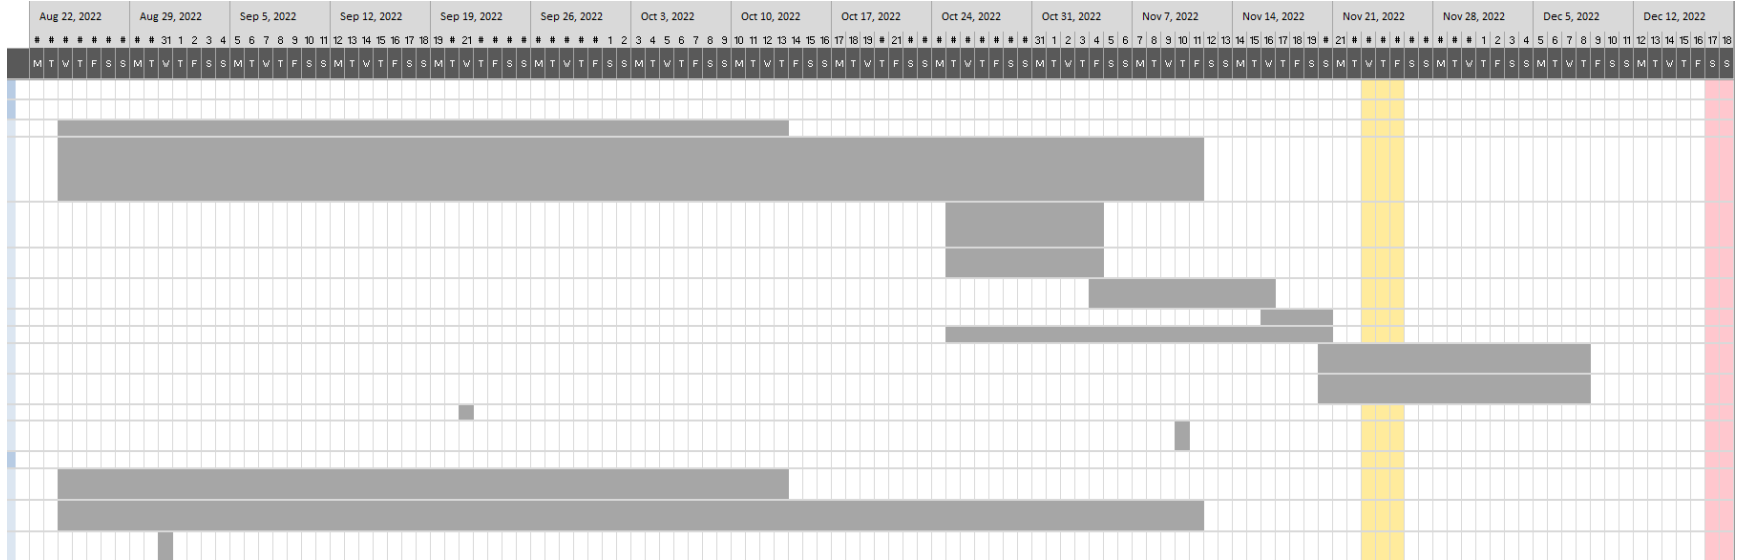 Aug 22, 2022 Aug 29, 2022 Sep 5, 2022 Sep 12, 2022 Sep 19, 2022 Sep 26, 2022 Oct 3, 2022 Oct 10, 2022 Oct 17, 2022 Oct 24, 2022 Oct 31, 2022 Nov 7, 2022 Nov 14, 2022 Nov 21, 2022 Nov 28, 2022 Dec 5, 2022 Dec 12, 2022
# # # # # # # # # 31 1 2 3 4 5 6 7 8 9 10 11 12 13 14 15 16 17 18 19 # 21 # # # # # # # # # 1 2 3 4 5 6 7 8 9 10 11 12 13 14 15 16 17 18 19 # 21 # # # # # # # # # 31 1 2 3 4 5 6 7 8 9 10 11 12 13 14 15 16 17 18 19 # 21 # # # # # # # # # 1 2 3 4 5 6 7 8 9 10 11 12 13 14 15 16 17 18
M T W T F S S M T W T F S S M T W T F S S M T W T F S S M T W T F S S M T W T F S S M T W T F S S M T W T F S S M T W T F S S M T W T F S S M T W T F S S M T W T F S S M T W T F S S M T W T F S S M T W T F S S M T W T F S S M T W T F S S